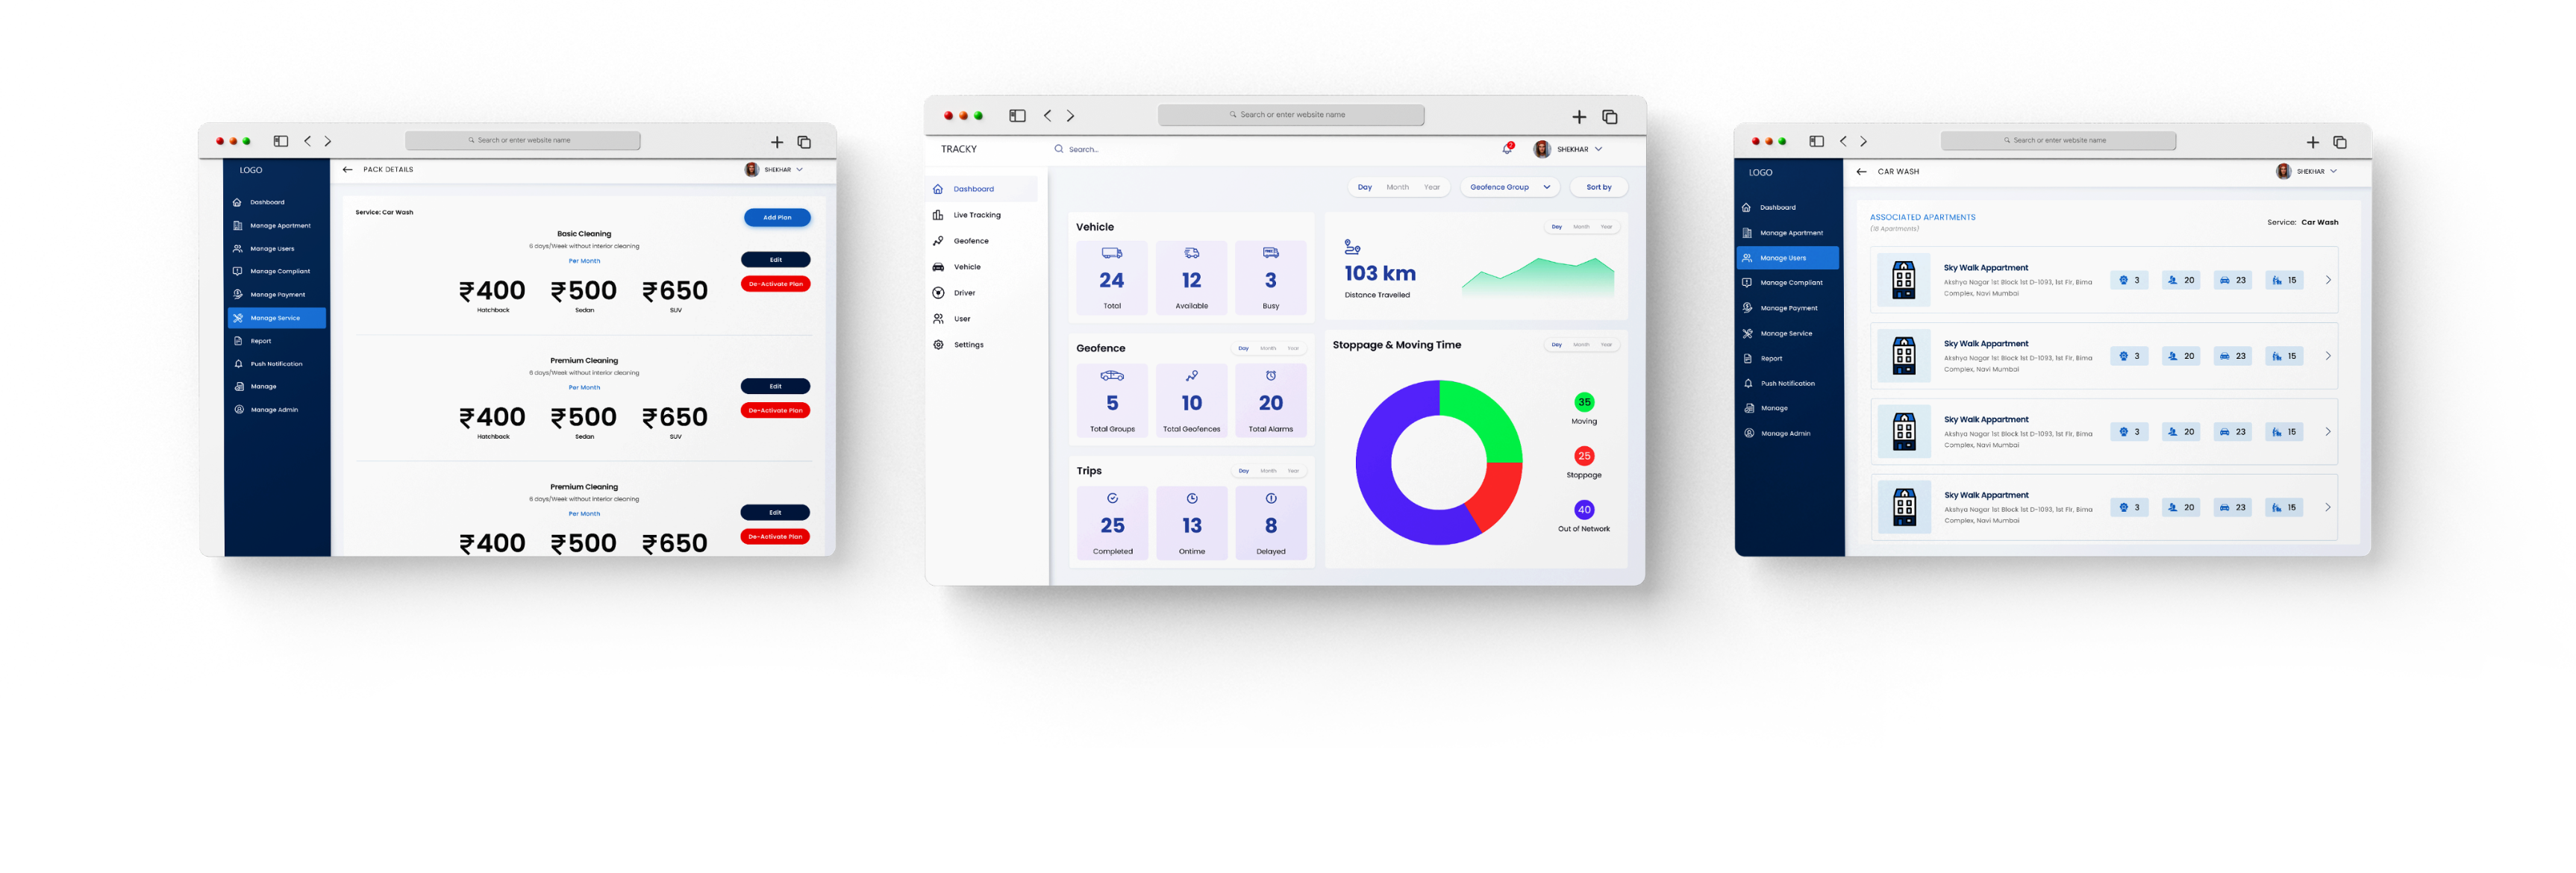 Search or enter website name
LOGO
PACK DETAILS
SHEKHAR
Dashboard
Manage Apartment
Manage Users
Manage Compliant
Manage Payment
Manage Service
Report
Push Notification
Manage
Manage Admin
Service: Car Wash
Add Plan
Basic Cleaning
6 days/Week without interior cleaning
Per Month
Edit
De-Activate Plan
₹400 ₹500 ₹650
Hatchback Sedan SUV
Premium Cleaning
6 days/Week without interior cleaning
Per Month
Edit
De-Activate Plan
₹400 ₹500 ₹650
Hatchback Sedan SUV
Premium Cleaning
6 days/Week without interior cleaning
Per Month
Edit
De-Activate Plan
₹400 ₹500 ₹650
Search or enter website name
TRACKY
Search...
2
SHEKHAR
Dashboard
Live Tracking
Geofence
Vehicle
Driver
User
Settings
Day Month Year
Geofence Group
Sort by
Vehicle
24 12 3
Total Available Busy
Day Month Year
103 km
Distance Travelled
Geofence
Day Month Year
5 10 20
Total Groups Total Geofences Total Alarms
Trips
Day Month Year
25 13 8
Completed Ontime Delayed
Stoppage & Moving Time
Day Month Year
35
Moving
25
Stoppage
40
Out of Network
Search or enter website name
LOGO
CAR WASH
SHEKHAR
Dashboard
Manage Apartment
Manage Users
Manage Compliant
Manage Payment
Manage Service
Report
Push Notification
Manage
Manage Admin
ASSOCIATED APARTMENTS
(18 Apartments)
Service: Car Wash
Sky Walk Appartment
Akshya Nagar 1st Block 1st D-1093, 1st Flr, Bima
Complex, Navi Mumbai
3 20 23 15
Sky Walk Appartment
Akshya Nagar 1st Block 1st D-1093, 1st Flr, Bima
Complex, Navi Mumbai
3 20 23 15
Sky Walk Appartment
Akshya Nagar 1st Block 1st D-1093, 1st Flr, Bima
Complex, Navi Mumbai
3 20 23 15
Sky Walk Appartment
Akshya Nagar 1st Block 1st D-1093, 1st Flr, Bima
Complex, Navi Mumbai
3 20 23 15